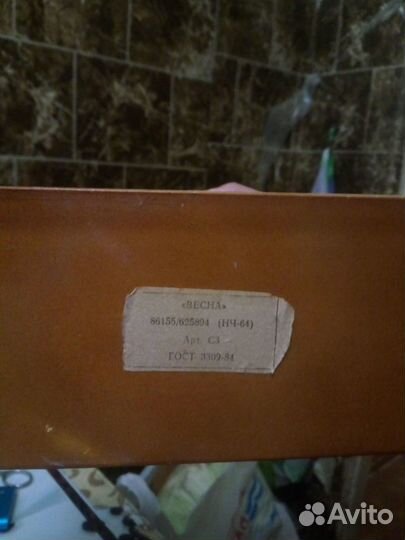 «ВЕСНА»
86155/625894 (НЧ-64)
Арт. С3
ГОСТ 3309-84
Avito